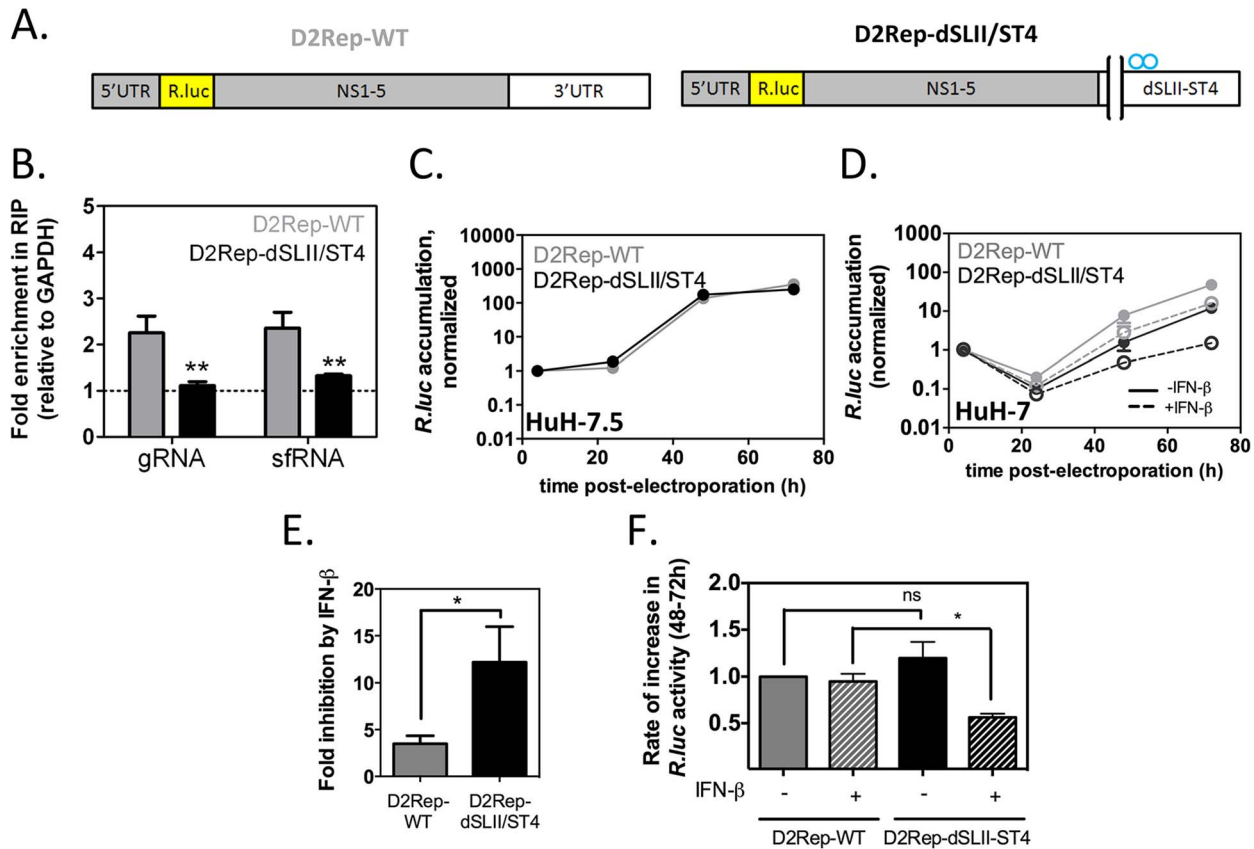 A.
D2Rep-WT
5’UTR R.luc NS1-5 3’UTR
D2Rep-dSLII/ST4
5’UTR R.luc NS1-5 dSLII-ST4
B.
Fold enrichment in RIP
(relative to GAPDH)
5
4
3
2
1
0
D2Rep-WT
D2Rep-dSLII/ST4
**
**
gRNA sfRNA
C.
R.luc accumulation,
normalized
10000
1000
100
10
1
0.1
0.01
D2Rep-WT
D2Rep-dSLII/ST4
HuH-7.5
0 20 40 60 80
time post-electroporation (h)
D.
R.luc accumuation
(normalized)
1000
100
10
1
0.1
0.01
D2Rep-WT
D2Rep-dSLII/ST4
-IFN-β
+IFN-β
HuH-7
0 20 40 60 80
time post-electroporation (h)
E.
Fold inhibition by IFN-β
20
15
10
5
0
*
D2Rep-
WT
D2Rep-
dSLII/ST4
F.
Rate of increase in
R.luc activity (48-72h)
2.0
1.5
1.0
0.5
ns
*
IFN-β - + - +
D2Rep-WT D2Rep-dSLII-ST4